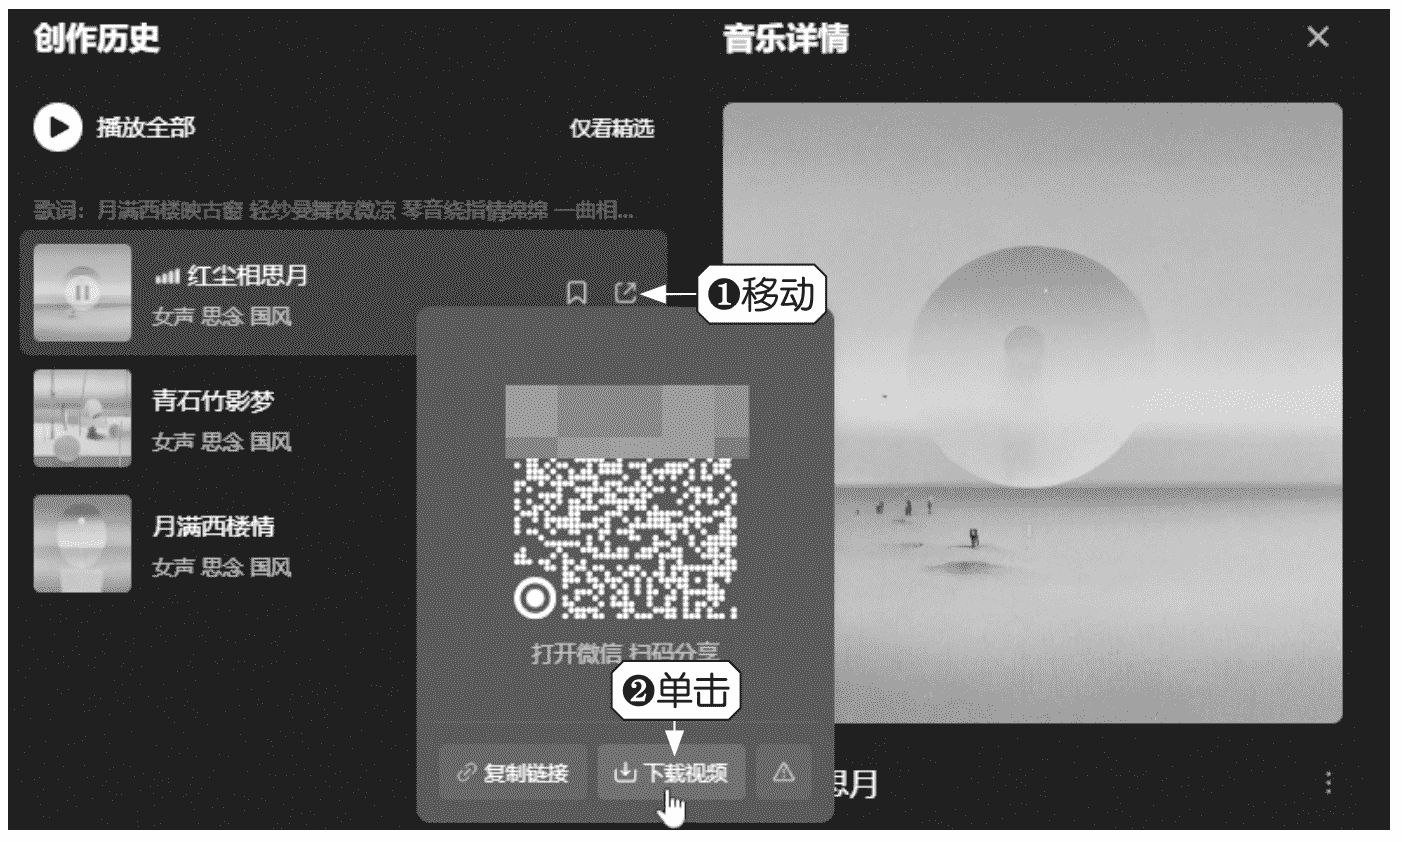 创作历史
音乐详情
播放全部
仅看精选
歌词：月满西楼映古窗 轻纱曼舞夜微凉 琴音绕指情绵绵 一曲相...
红尘相思月
女声 思念 国风
❶移动
青石竹影梦
女声 思念 国风
月满西楼情
女声 思念 国风
打开微信 扫码分享
❷单击
复制链接
下载视频
思月